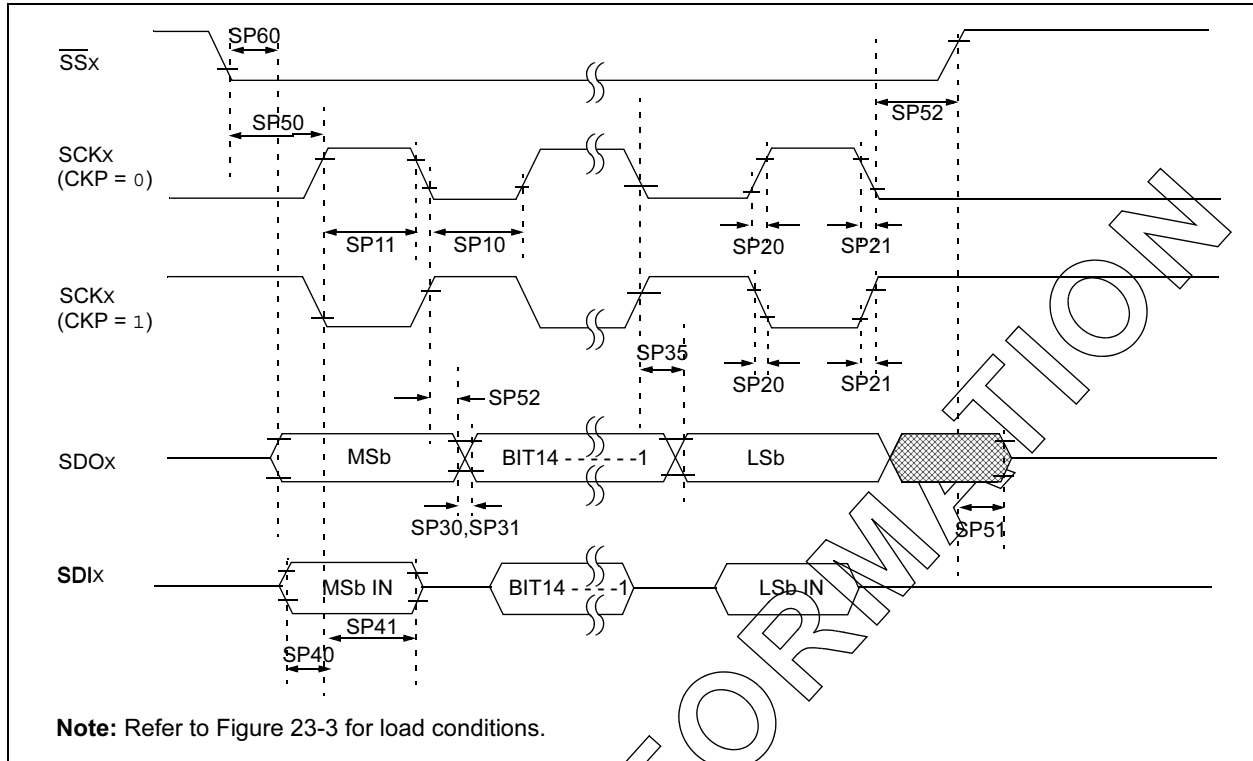 SP60
SSx
SP52
SP50
SCKx
(CKP = 0)
SP11
SP10
SP20
SP21
SCKx
(CKP = 1)
SP35
SP20
SP21
SP52
SDOx
MSb
BIT14 - - - - - -1
LSb
SP30,SP31
SP51
SDIx
MSb IN
BIT14 - - - -1
LSb IN
SP41
SP40
Note: Refer to Figure 23-3 for load conditions.
FORMATION